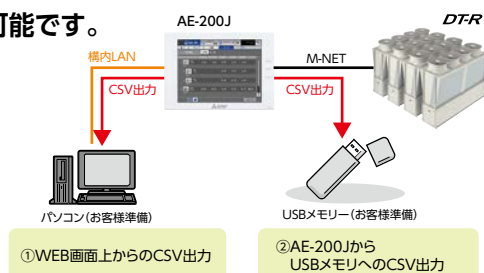 可能です。
AE-200J
DT-R
構内LAN
M-NET
CSV出力
CSV出力
パソコン(お客様準備)
USBメモリー(お客様準備)
①WEB画面上からのCSV出力
②AE-200Jから
USBメモリへのCSV出力